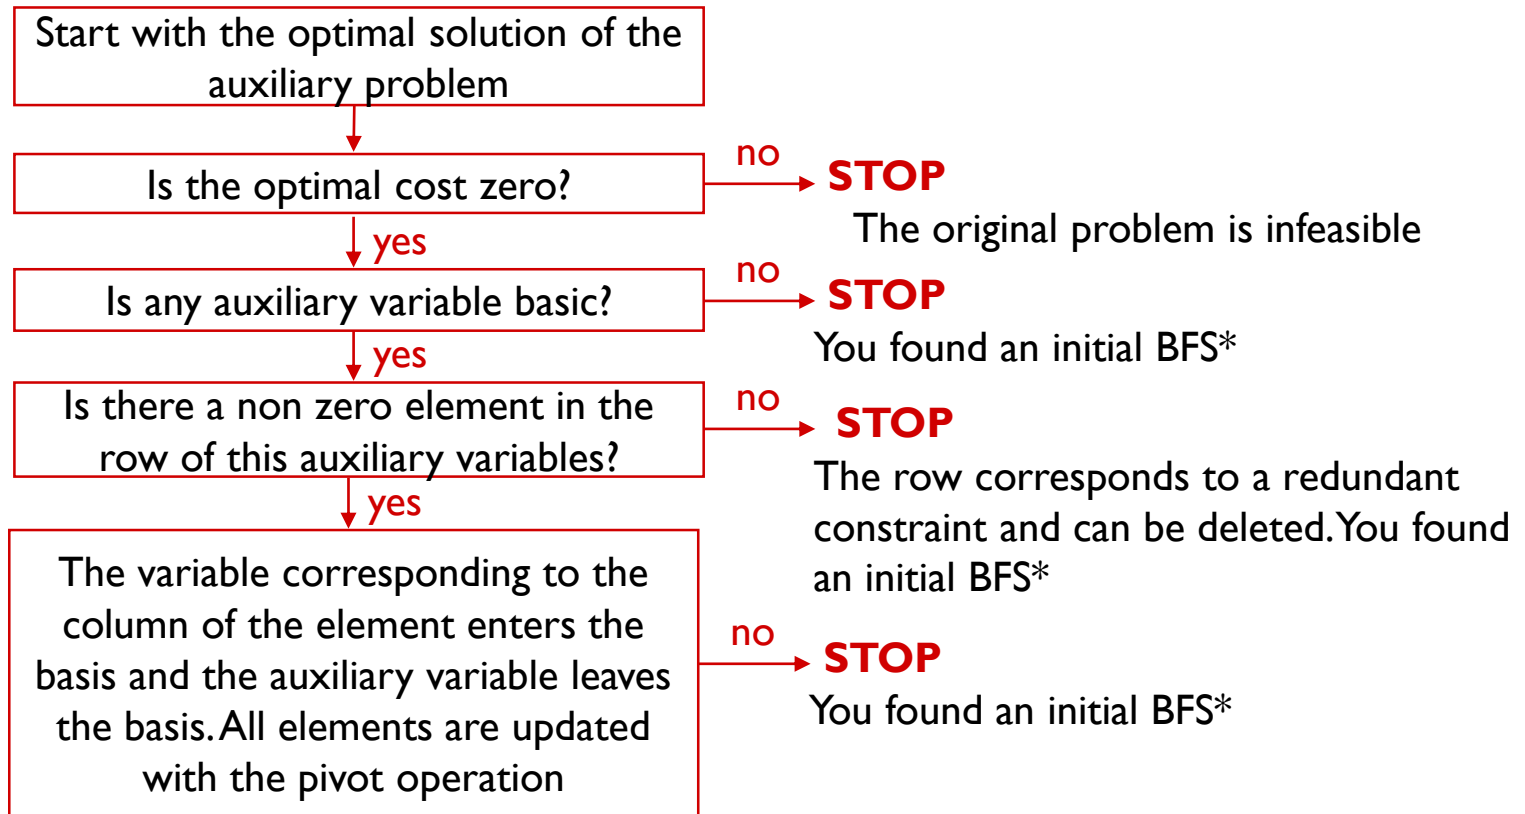 Start with the optimal solution of the
auxiliary problem
Is the optimal cost zero?
no
STOP
The original problem is infeasible
yes
Is any auxiliary variable basic?
no
STOP
You found an initial BFS*
yes
Is there a non zero element in the
row of this auxiliary variables?
no
STOP
The row corresponds to a redundant
constraint and can be deleted. You found
an initial BFS*
yes
The variable corresponding to the
column of the element enters the
basis and the auxiliary variable leaves
the basis. All elements are updated
with the pivot operation
no
STOP
You found an initial BFS*